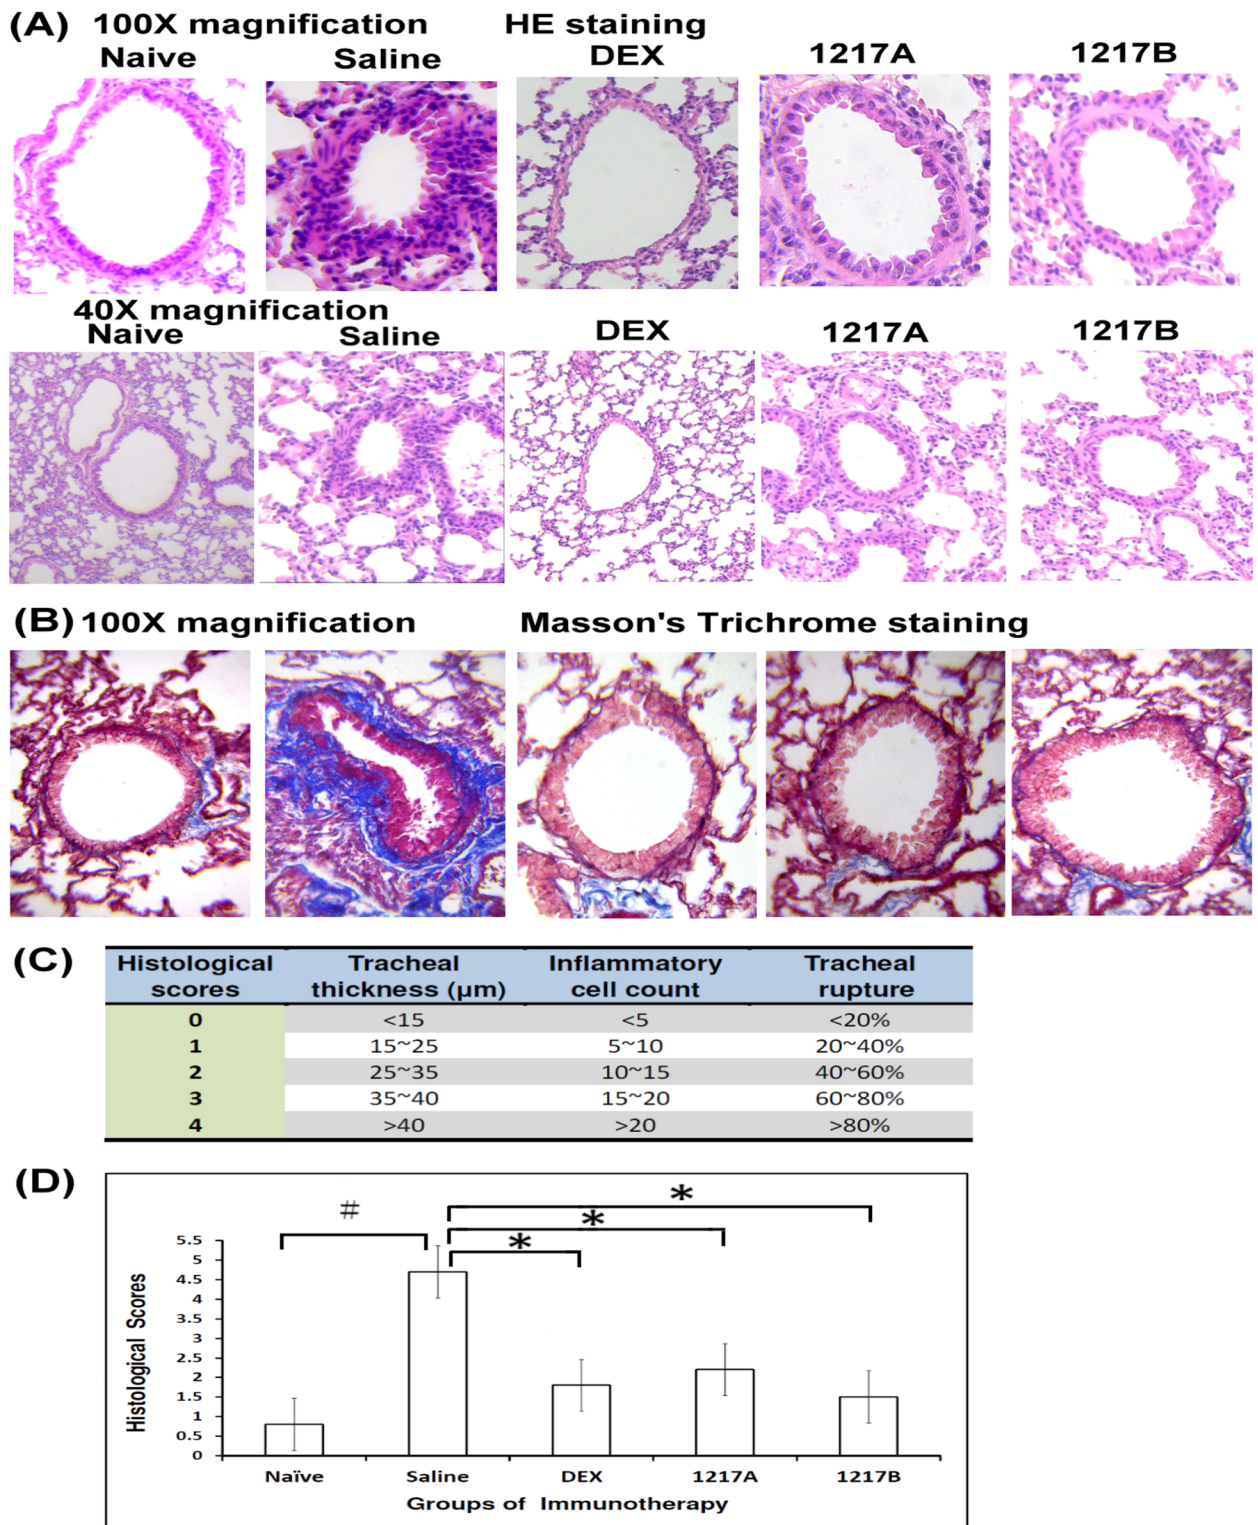 (A) 100X magnification HE staining
Naive Saline DEX 1217A 1217B
40X magnification
Naive Saline DEX 1217A 1217B
(B) 100X magnification Masson's Trichrome staining
(C)
Histological scores Tracheal thickness (µm) Inflammatory cell count Tracheal rupture
0 <15 <5 <20%
1 15~25 5~10 20~40%
2 25~35 10~15 40~60%
3 35~40 15~20 60~80%
4 >40 >20 >80%
(D)
#
*
*
*
Histological Scores
5.5
5
4.5
4
3.5
3
2.5
2
1.5
1
0.5
0
Naïve Saline DEX 1217A 1217B
Groups of Immunotherapy